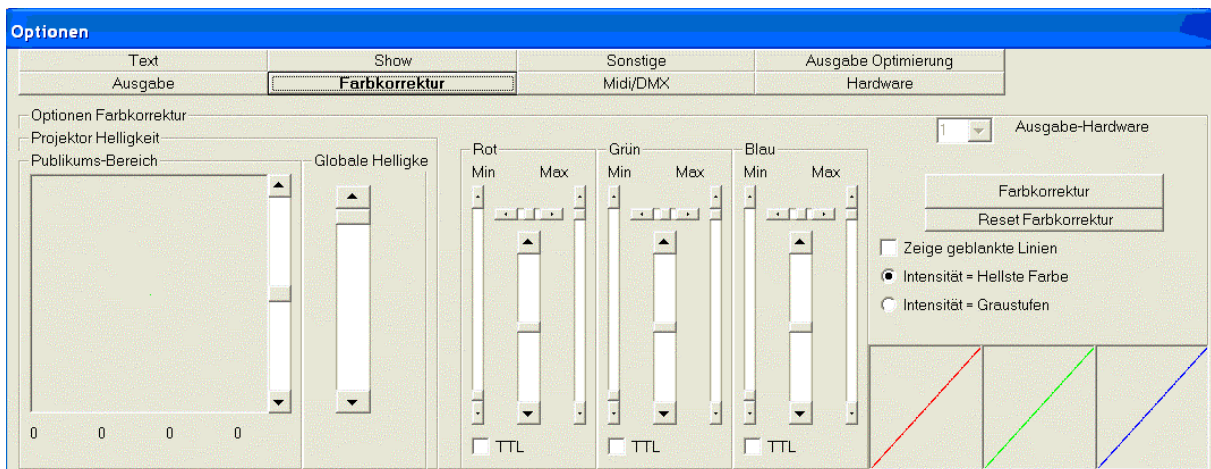 Optionen
Text Show Sonstige Ausgabe Optimierung
Ausgabe Farbkorrektur Midi/DMX Hardware
Optionen Farbkorrektur
1 Ausgabe-Hardware
Projektor Helligkeit
Publikums-Bereich Globale Helligke
Rot Grün Blau
Min Max Min Max Min Max
Farbkorrektur
Reset Farbkorrektur
Zeige geblankte Linien
Intensität = Hellste Farbe
Intensität = Graustufen
0 0 0 0
TTL TTL TTL